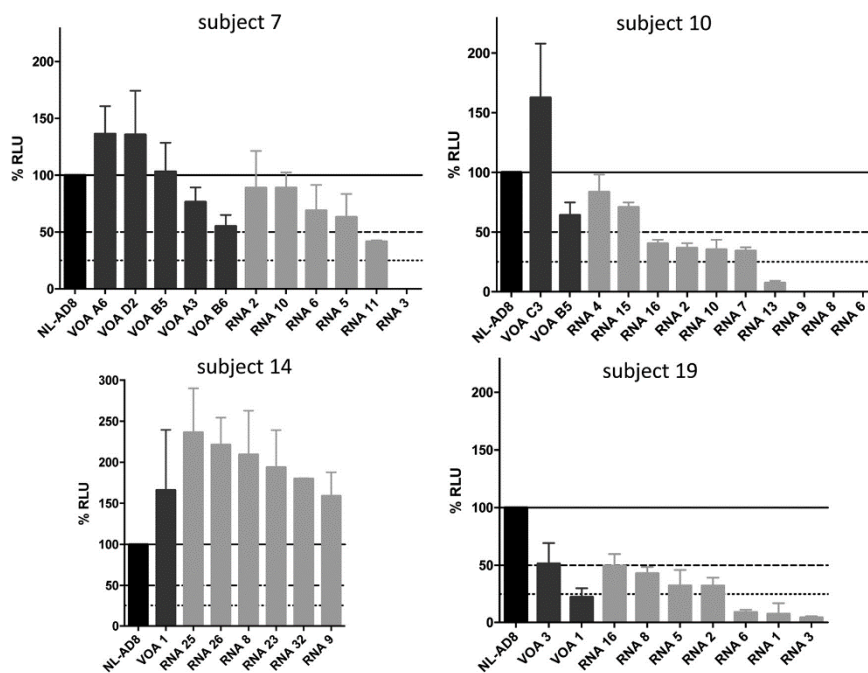 subject 7
% RLU
200
150
100
50
0
NL-AD8
VOA A6
VOA D2
VOA B5
VOA A3
VOA B6
RNA 2
RNA 10
RNA 6
RNA 5
RNA 11
RNA 3
subject 10
% RLU
200
150
100
50
0
NL-AD8
VOA C3
VOA B5
RNA 4
RNA 15
RNA 16
RNA 2
RNA 10
RNA 7
RNA 13
RNA 9
RNA 8
RNA 6
subject 14
% RLU
300
250
200
150
100
50
0
NL-AD8
VOA 1
RNA 25
RNA 26
RNA 8
RNA 23
RNA 32
RNA 9
subject 19
% RLU
200
150
100
50
0
NL-AD8
VOA 3
VOA 1
RNA 16
RNA 8
RNA 5
RNA 2
RNA 6
RNA 1
RNA 3